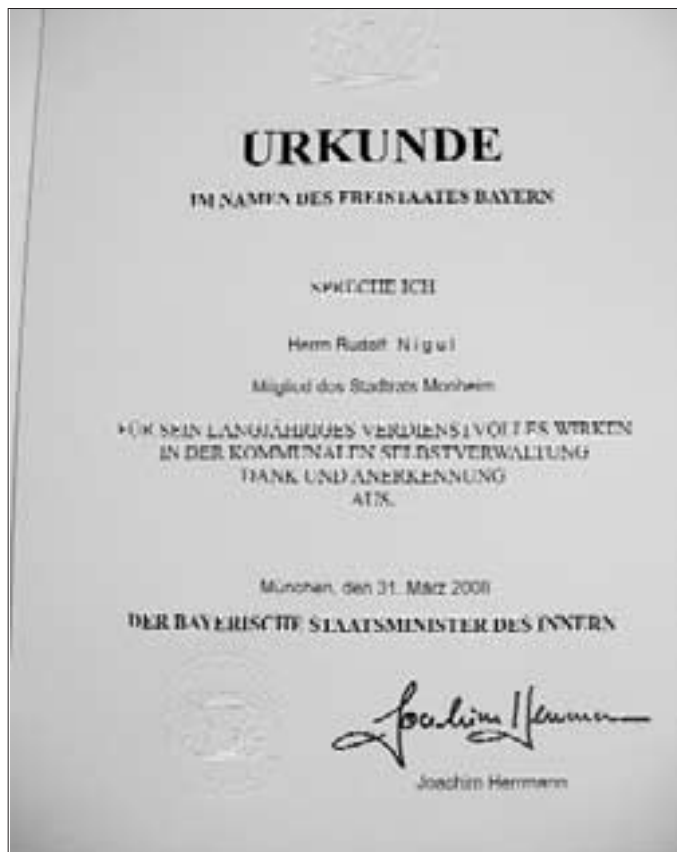 URKUNDE
IM NAMEN DES FREISTAATES BAYERN
SPRECHE ICH
Herrn Rudolf Nigul
Mitglied des Stadtrats Monheim
FÜR SEIN LANGJÄHRIGES VERDIENSTVOLLES WIRKEN
IN DER KOMMUNALEN SELBSTVERWALTUNG
DANK UND ANERKENNUNG
AUS.
München, den 31. März 2008
DER BAYERISCHE STAATSMINISTER DES INNERN
Joachim Herrmann
Joachim Herrmann